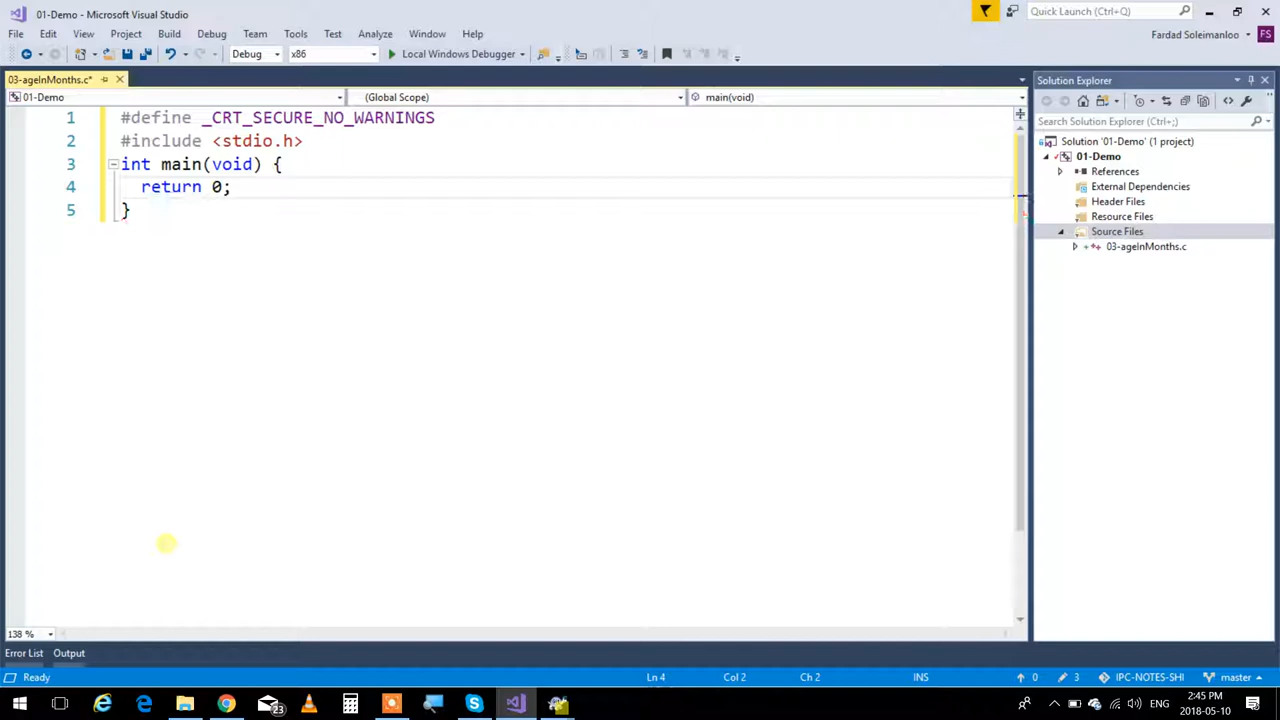 01-Demo - Microsoft Visual Studio
Quick Launch (Ctrl+Q)
File Edit View Project Build Debug Team Tools Test Analyze Window Help
Fardad Soleimanloo FS
Debug x86 Local Windows Debugger
03-ageInMonths.c*
Solution Explorer
01-Demo (Global Scope) main(void)
1 #define _CRT_SECURE_NO_WARNINGS
2 #include <stdio.h>
3 int main(void) {
4 return 0;
5 }
Search Solution Explorer (Ctrl+;)
Solution '01-Demo' (1 project)
01-Demo
References
External Dependencies
Header Files
Resource Files
Source Files
03-ageInMonths.c
138 %
Error List Output
Ready Ln 4 Col 2 Ch 2 INS 0 3 IPC-NOTES-SHI master
23
2:45 PM
2018-05-10